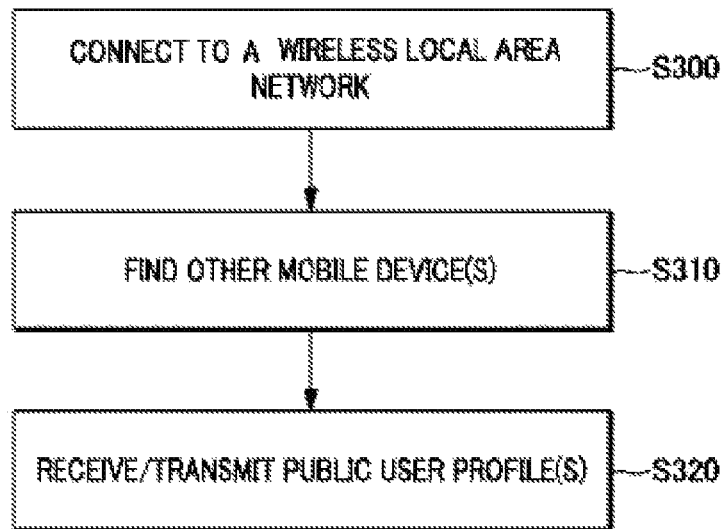 CONNECT TO A WIRELESS LOCAL AREA
NETWORK
S300
FIND OTHER MOBILE DEVICE(S)
S310
RECEIVE/TRANSMIT PUBLIC USER PROFILE(S)
S320